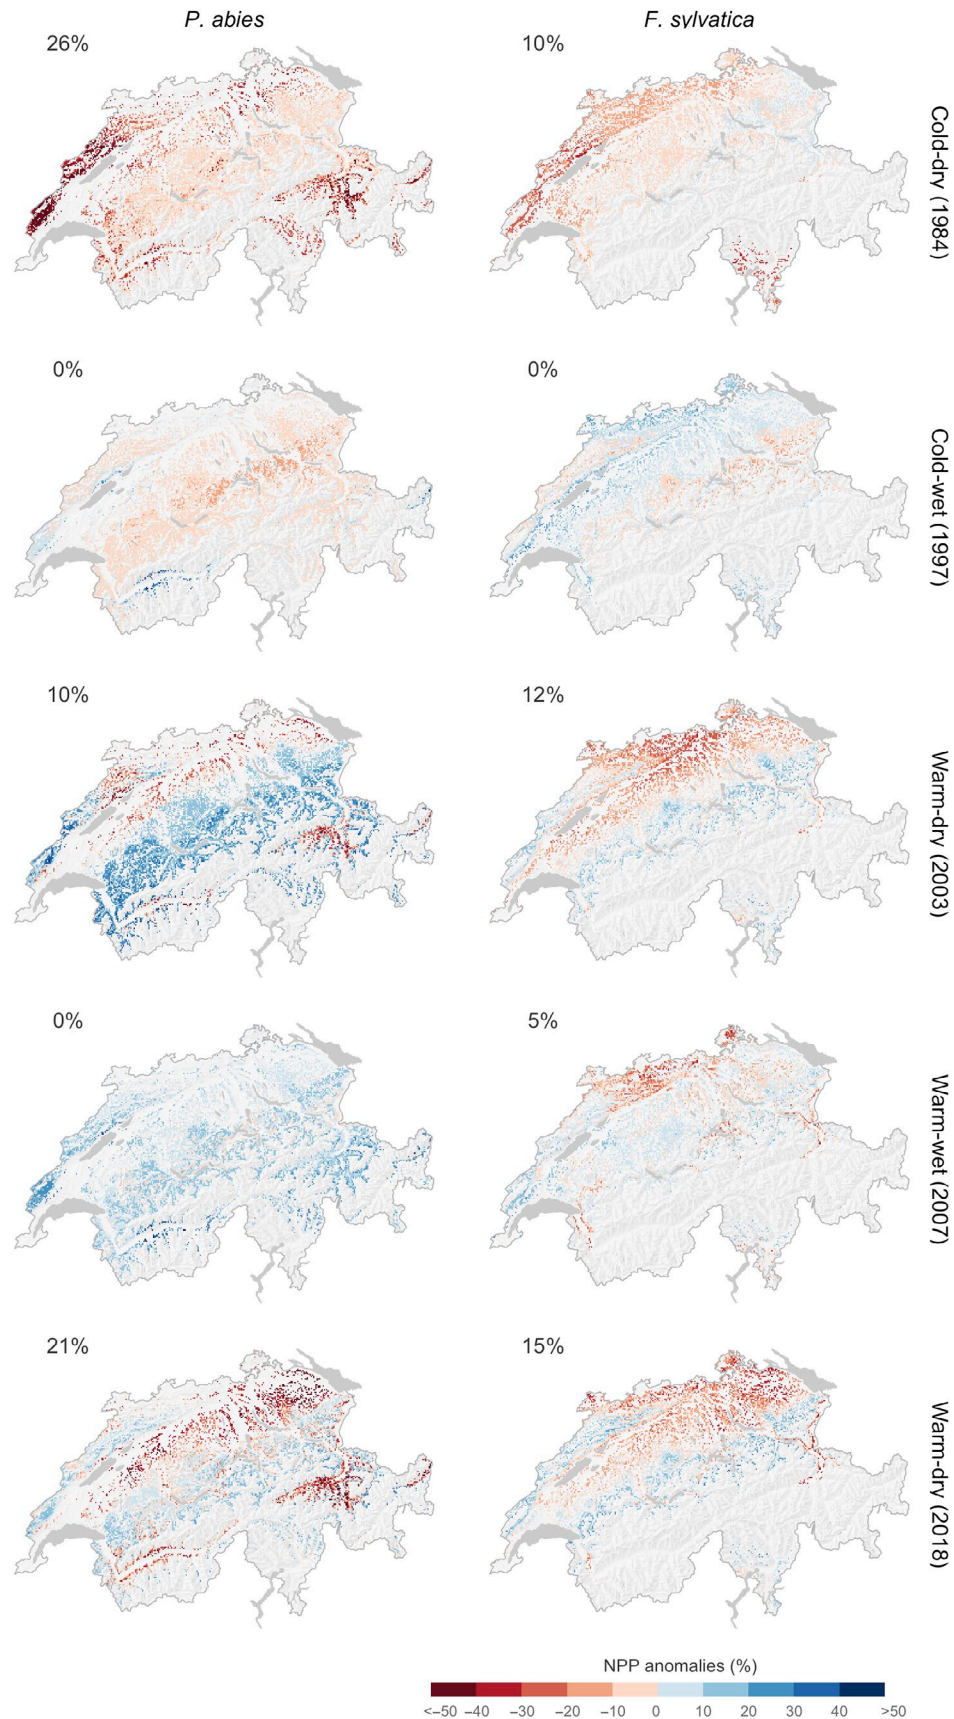 P. abies
F. sylvatica
26%
10%
Cold-dry (1984)
0%
0%
Cold-wet (1997)
10%
12%
Warm-dry (2003)
0%
5%
Warm-wet (2007)
21%
15%
Warm-dry (2018)
NPP anomalies (%)
<−50 −40 −30 −20 −10 0 10 20 30 40 >50